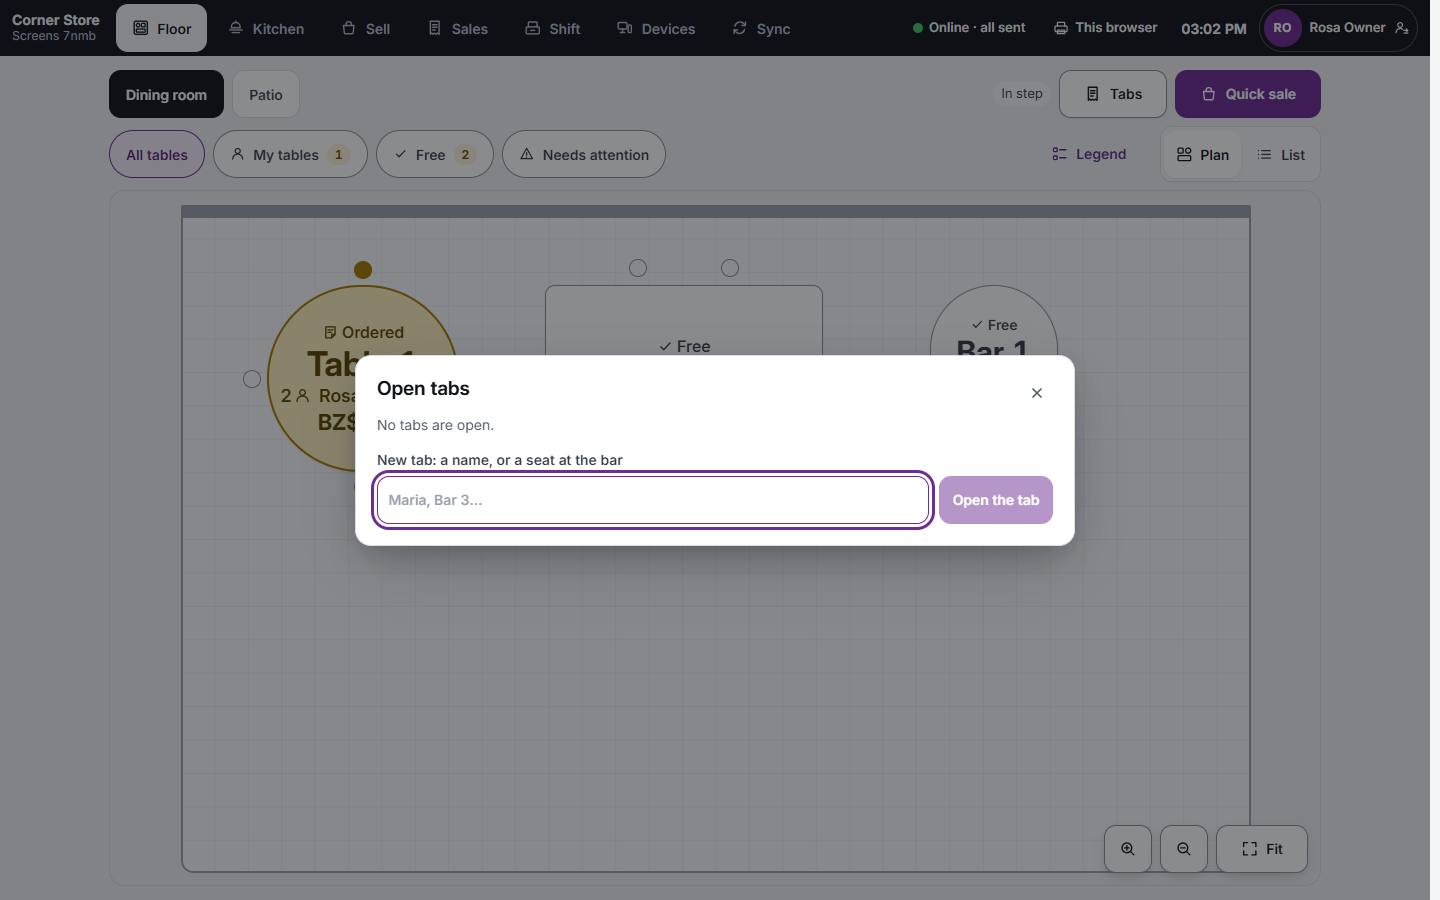 Corner Store
Screens 7nmb
Floor
Kitchen
Sell
Sales
Shift
Devices
Sync
Online · all sent
This browser
03:02 PM
RO
Rosa Owner
Dining room
Patio
In step
Tabs
Quick sale
All tables
My tables 1
Free 2
Needs attention
Legend
Plan
List
Ordered
2
Free
Free
Bar 1
Open tabs
No tabs are open.
New tab: a name, or a seat at the bar
Maria, Bar 3...
Open the tab
Fit